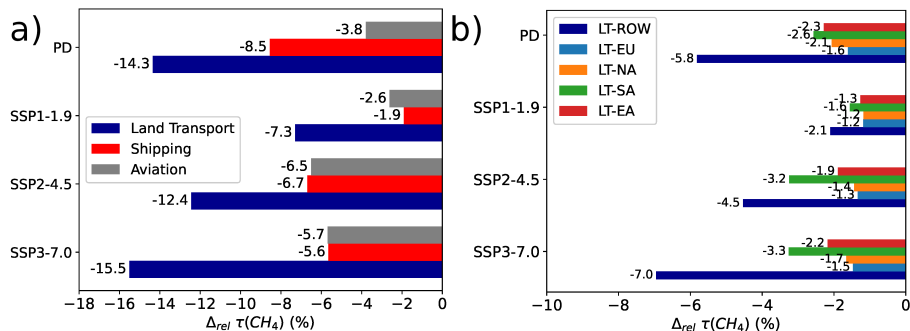 a)
PD
SSP1-1.9
SSP2-4.5
SSP3-7.0
-3.8
-8.5
-14.3
-2.6
-1.9
-7.3
-6.5
-6.7
-12.4
-5.7
-5.6
-15.5
Land Transport
Shipping
Aviation
−18 −16 −14 −12 −10 −8 −6 −4 −2 0
Δrel τ(CH4) (%)
b)
PD
SSP1-1.9
SSP2-4.5
SSP3-7.0
LT-ROW
LT-EU
LT-NA
LT-SA
LT-EA
-2.3
-2.6
-2.1
-1.6
-5.8
-1.3
-1.6
-1.2
-1.2
-2.1
-1.9
-3.2
-1.4
-1.3
-4.5
-2.2
-3.3
-1.7
-1.5
-7.0
−10 −8 −6 −4 −2 0
Δrel τ(CH4) (%)